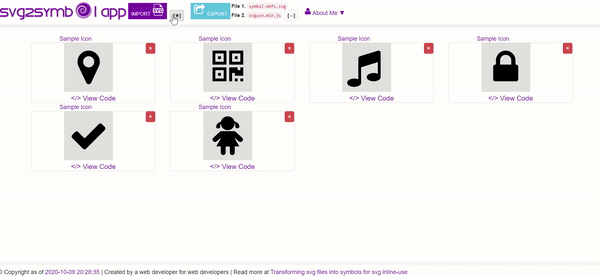 svg2symb o l app
IMPORT SVG
EXPORT
File 1. symbol-defs.svg
File 2. svguse.min.js
About Me ▼
Sample Icon
Sample Icon
Sample Icon
Sample Icon
</> View Code
</> View Code
</> View Code
</> View Code
Sample Icon
Sample Icon
</> View Code
</> View Code
© Copyright as of 2020-10-09 20:28:35 | Created by a web developer for web developers | Read more at Transforming svg files into symbols for svg inline-use